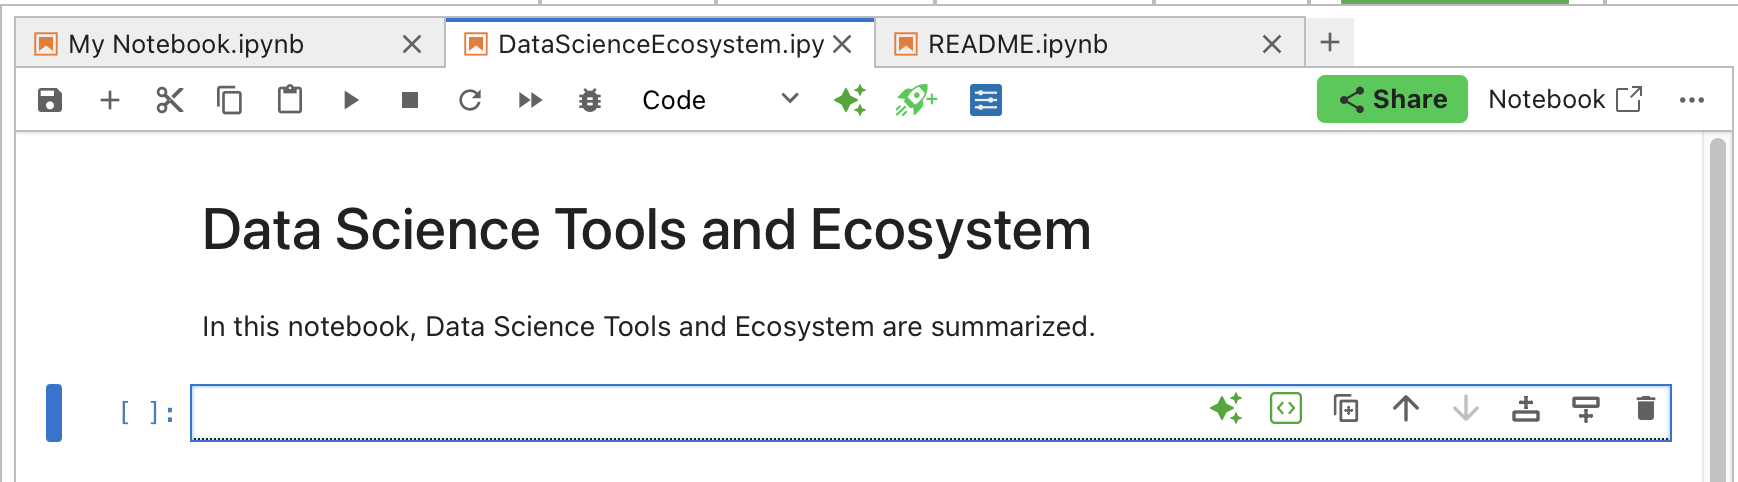 My Notebook.ipynb
DataScienceEcosystem.ipy
README.ipynb
Code
Share
Notebook
Data Science Tools and Ecosystem
In this notebook, Data Science Tools and Ecosystem are summarized.
[ ]: